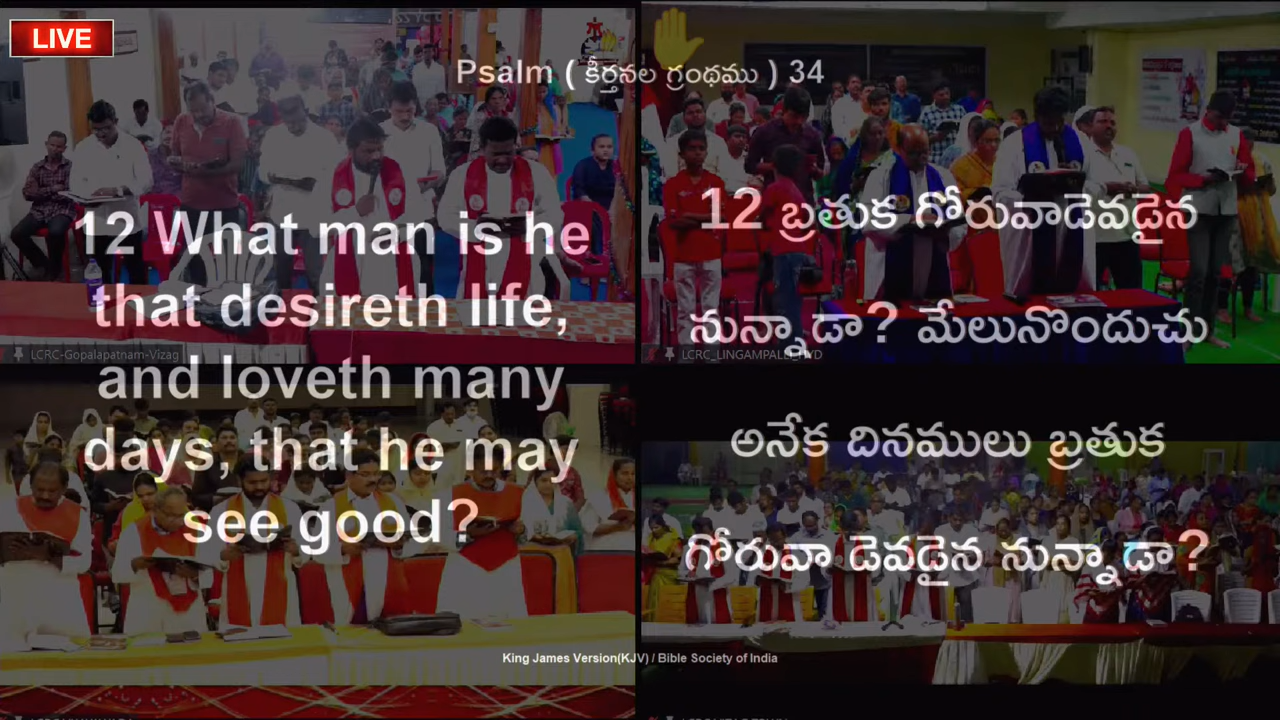 LIVE
Psalm ( కీర్తనల గ్రంథము ) 34
12 What man is he
that desireth life,
and loveth many
days, that he may
see good?
12 బ్రతుక గోరువాడెవడైన
నున్నాడా? మేలునొందుచు
అనేక దినములు బ్రతుక
గోరువా డెవడైన నున్నాడా?
LCRC-Gopalapatnam-Vizag
LCRC_LINGAMPALLI_HYD
King James Version(KJV) / Bible Society of India